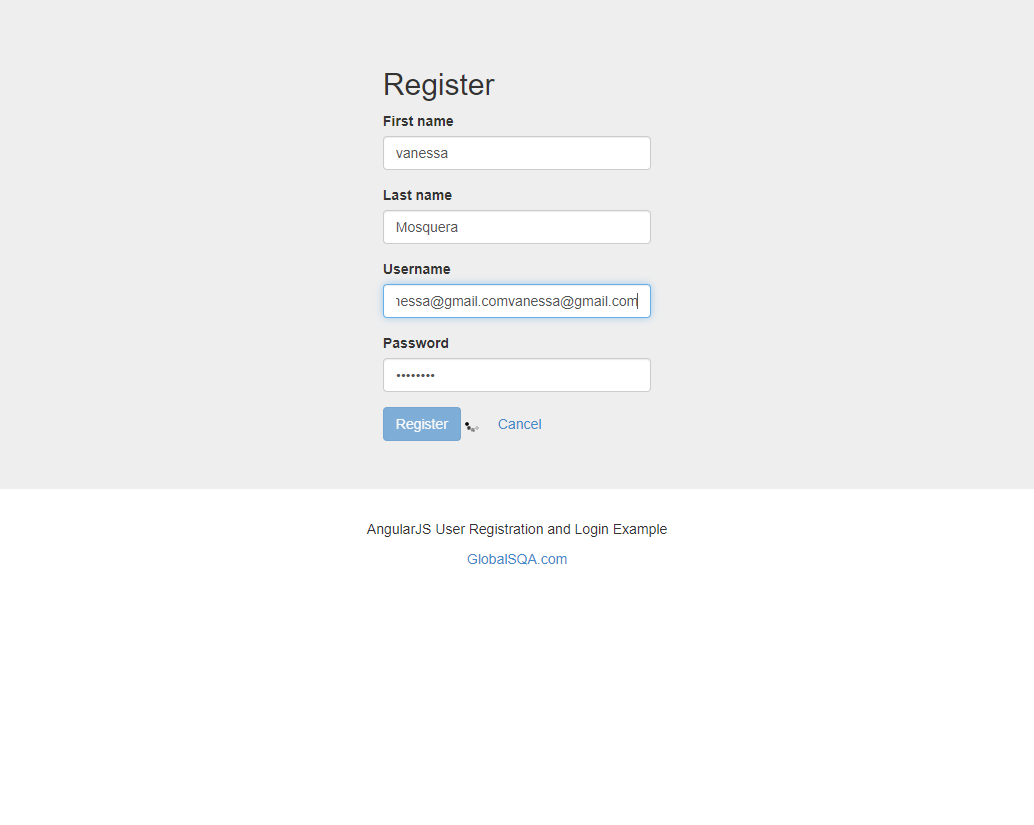 Register
First name
vanessa
Last name
Mosquera
Username
nessa@gmail.comvanessa@gmail.com
Password
••••••••
Register Cancel
AngularJS User Registration and Login Example
GlobalSQA.com